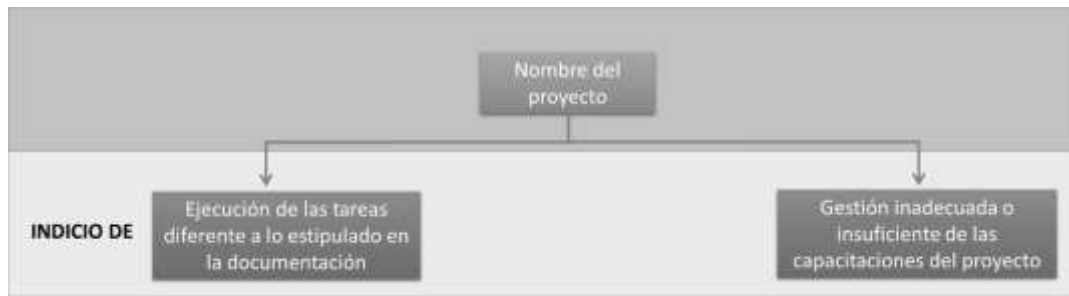 Nombre del
proyecto
INDICIO DE
Ejecución de las tareas
diferente a lo estipulado en
la documentación
Gestión inadecuada o
insuficiente de las
capacitaciones del proyecto